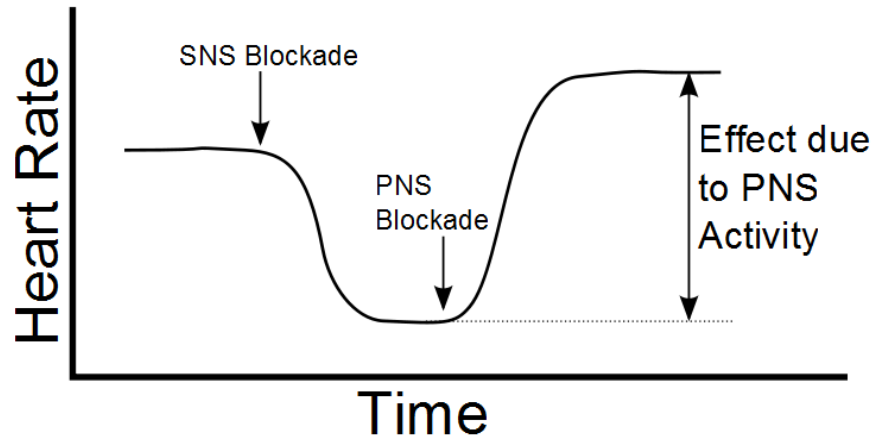 SNS Blockade
PNS
Blockade
Effect due
to PNS
Activity
Heart Rate
Time